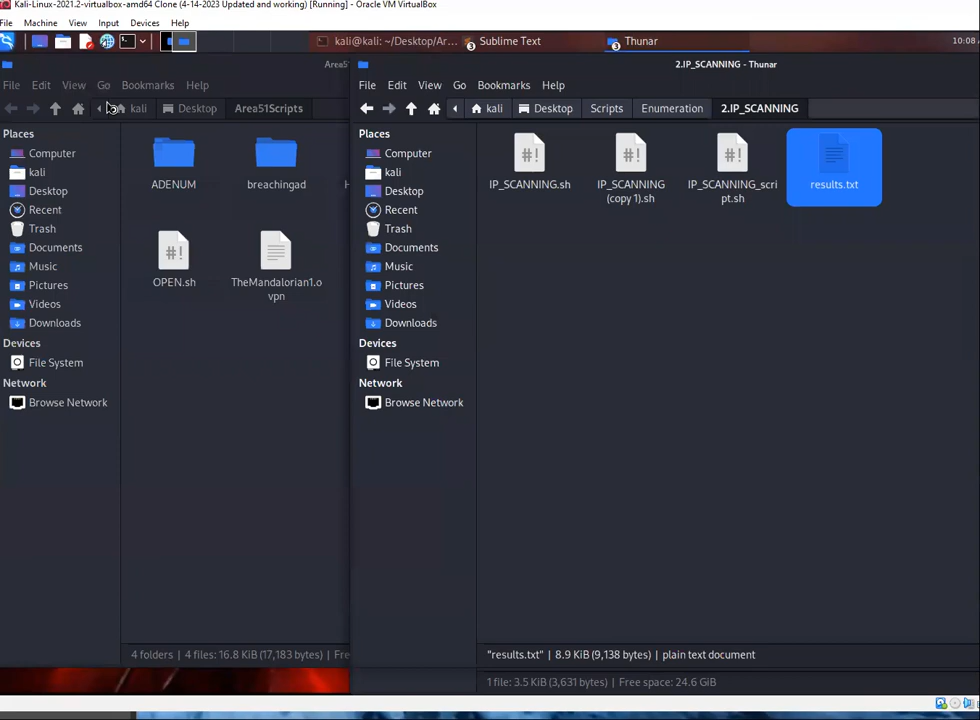 Kali-Linux-2021.2-virtualbox-amd64 Clone (4-14-2023 Updated and working) [Running] - Oracle VM VirtualBox
File Machine View Input Devices Help
kali@kali: ~/Desktop/Ar... Sublime Text Thunar 10:08
Area5
File Edit View Go Bookmarks Help
kali Desktop Area51Scripts
Places
Computer
kali
Desktop
Recent
Trash
Documents
Music
Pictures
Videos
Downloads
Devices
File System
Network
Browse Network
ADENUM breachingad
OPEN.sh TheMandalorian1.o
vpn
4 folders | 4 files: 16.8 KiB (17,183 bytes) | Fre
2.IP_SCANNING - Thunar
File Edit View Go Bookmarks Help
kali Desktop Scripts Enumeration 2.IP_SCANNING
Places
Computer
kali
Desktop
Recent
Trash
Documents
Music
Pictures
Videos
Downloads
Devices
File System
Network
Browse Network
IP_SCANNING.sh IP_SCANNING IP_SCANNING_scri results.txt
(copy 1).sh pt.sh
"results.txt" | 8.9 KiB (9,138 bytes) | plain text document
1 file: 3.5 KiB (3,631 bytes) | Free space: 24.6 GiB